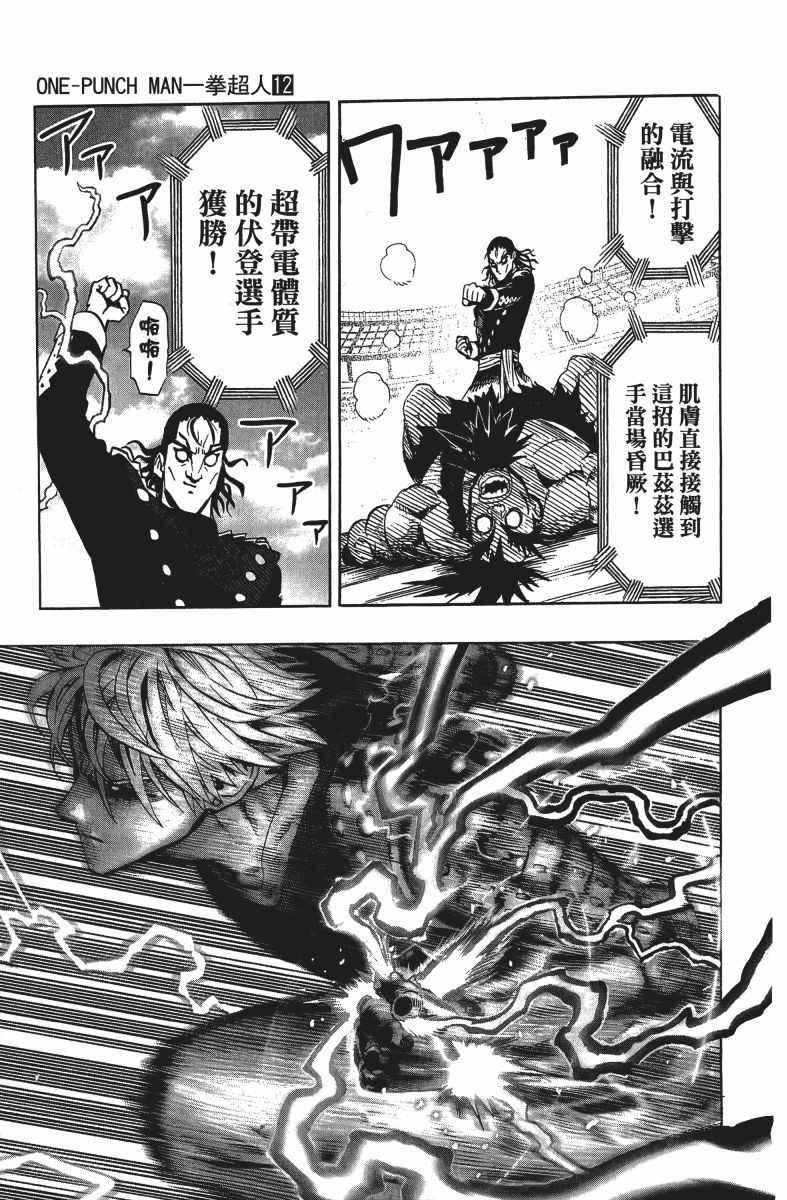 ONE-PUNCH MAN一拳超人12
電流與打擊
的融合！
ワァァァァ
肌膚直接接觸到
這招的巴茲茲選
手當場昏厥！
超帶電體質
的伏登選手
獲勝！
アァ
ア
啪啪！
アァァ